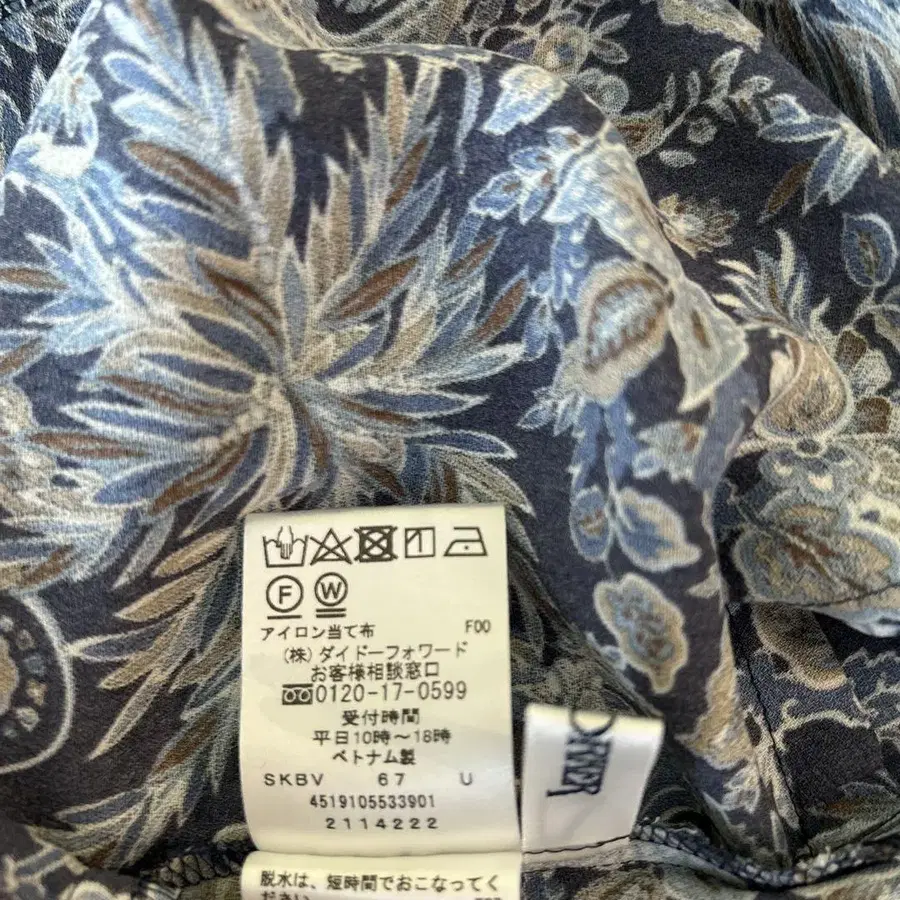 F W
アイロン当て布 F00
(株)ダイドーフォワード
お客様相談窓口
0120-17-0599
受付時間
平日10時〜18時
ベトナム製
SKBV 67 U
4519105533901
2114222
脱水は、短時間でおこなってく
ださい。